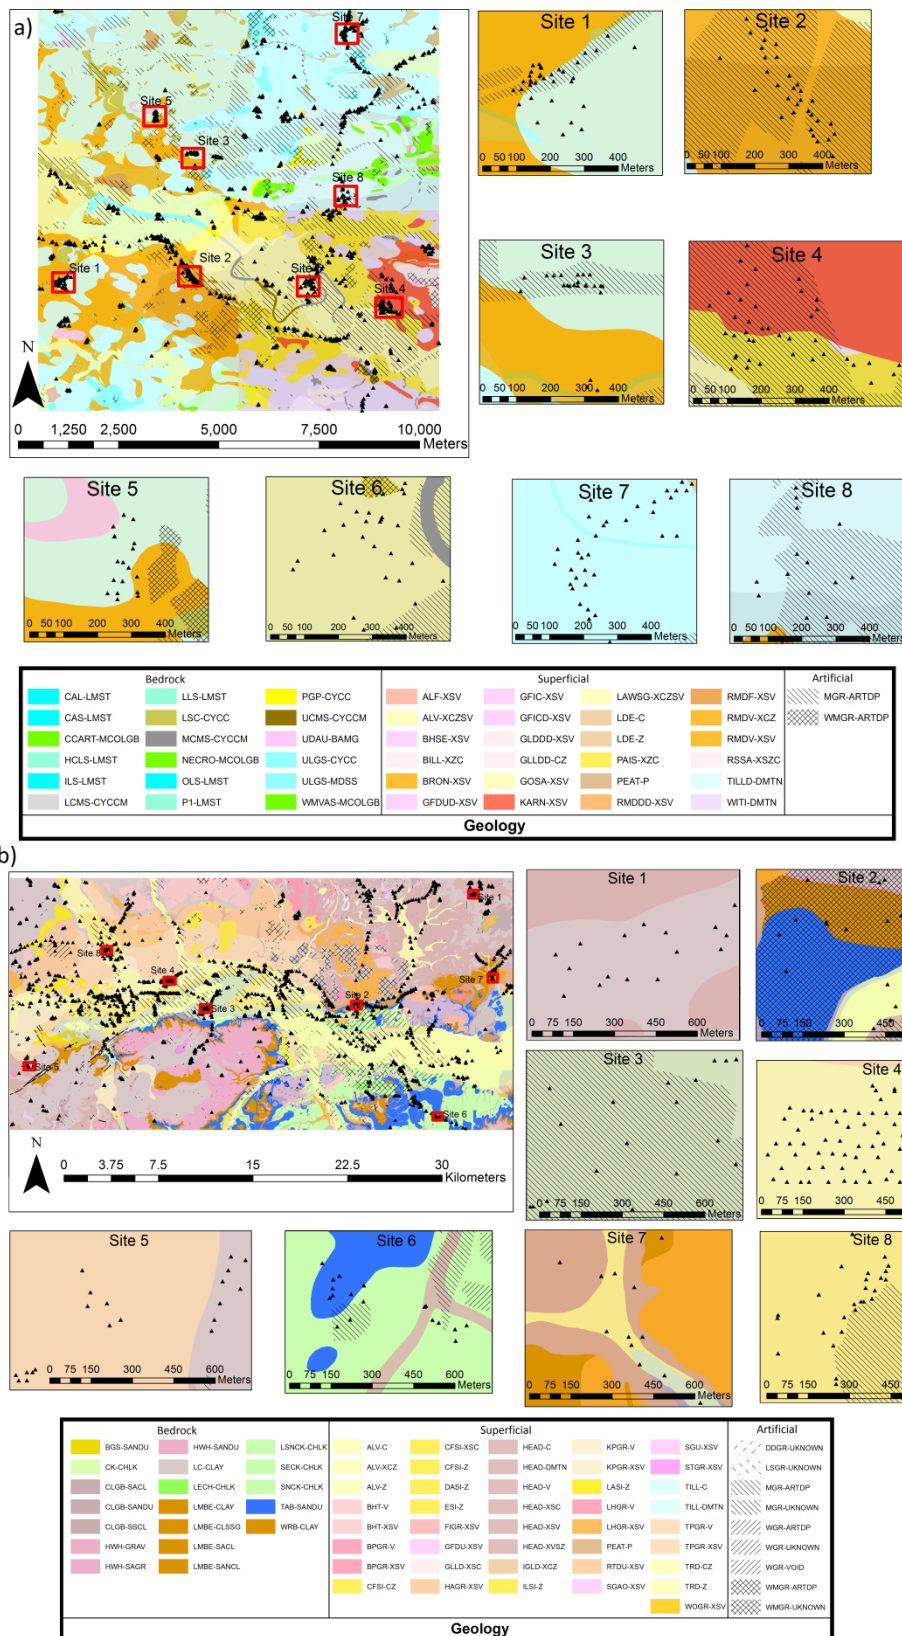 a)
Site 7
Site 5
Site 3
Site 8
Site 1
Site 2
Site 4
N
0 1,250 2,500 5,000 7,500 10,000
Meters
Site 1
0 50 100 200 300 400
Meters
Site 2
0 50 100 200 300 400
Meters
Site 3
0 50 100 200 300 400
Meters
Site 4
0 50 100 200 300 400
Meters
Site 5
0 50 100 200 300 400
Meters
Site 6
0 50 100 200 300 400
Meters
Site 7
0 50 100 200 300 400
Meters
Site 8
0 50 100 200 300 400
Meters
Bedrock
CAL-LMST LLS-LMST PGP-CYCC
CAS-LMST LSC-CYCC UCMS-CYCCM
CCART-MCOLGB MCMS-CYCCM UDAU-BAMG
HCLS-LMST NECRO-MCOLGB ULGS-CYCC
ILS-LMST OLS-LMST ULGS-MDSS
LCMS-CYCCM P1-LMST WMVAS-MCOLGB
Superficial
ALF-XSV GFIC-XSV LAWSG-XCZSV RMDF-XSV
ALV-XCZSV GFICD-XSV LDE-C RMDV-XCZ
BHSE-XSV GLDDD-XSV LDE-Z RMDV-XSV
BILL-XZC GLLDD-CZ PAIS-XZC RSSA-XSZC
BRON-XSV GOSA-XSV PEAT-P TILLD-DMTN
GFDUD-XSV KARN-XSV RMDDD-XSV WITI-DMTN
Artificial
MGR-ARTDP
WMGR-ARTDP
Geology
b)
Site 1
Site 8
Site 4
Site 3
Site 2
Site 7
Site 5
Site 6
N
0 3.75 7.5 15 22.5 30
Kilometers
Site 1
0 75 150 300 450 600
Meters
Site 2
0 75 150 300 450
Site 3
0 75 150 300 450 600
Meters
Site 4
0 75 150 300 450
Site 5
0 75 150 300 450 600
Meters
Site 6
0 75 150 300 450 600
Meters
Site 7
0 75 150 300 450 600
Meters
Site 8
0 75 150 300 450
Bedrock
BGS-SANDU HWH-SANDU LSNCK-CHLK
CK-CHLK LC-CLAY SECK-CHLK
CLGB-SACL LECH-CHLK SNCK-CHLK
CLGB-SANDU LMBE-CLAY TAB-SANDU
CLGB-SSCL LMBE-CLSSG WRB-CLAY
HWH-GRAV LMBE-SACL
HWH-SAGR LMBE-SANCL
Superficial
ALV-C CFSI-XSC HEAD-C KPGR-V SGU-XSV
ALV-XCZ CFSI-Z HEAD-DMTN KPGR-XSV STGR-XSV
ALV-Z DASI-Z HEAD-V LASI-Z TILL-C
BHT-V ESI-Z HEAD-XSC LHGR-V TILL-DMTN
BHT-XSV FIGR-XSV HEAD-XSV LHGR-XSV TPGR-V
BPGR-V GFDU-XSV HEAD-XVSZ PEAT-P TPGR-XSV
BPGR-XSV GLLD-XSC IGLD-XCZ RTDU-XSV TRD-CZ
CFSI-CZ HAGR-XSV ILSI-Z SGAO-XSV TRD-Z
WOGR-XSV
Artificial
DDGR-UKNOWN
LSGR-UNKNOWN
MGR-ARTDP
MGR-UKNOWN
WGR-ARTDP
WGR-UKNOWN
WGR-VOID
WMGR-ARTDP
WMGR-UKNOWN
Geology